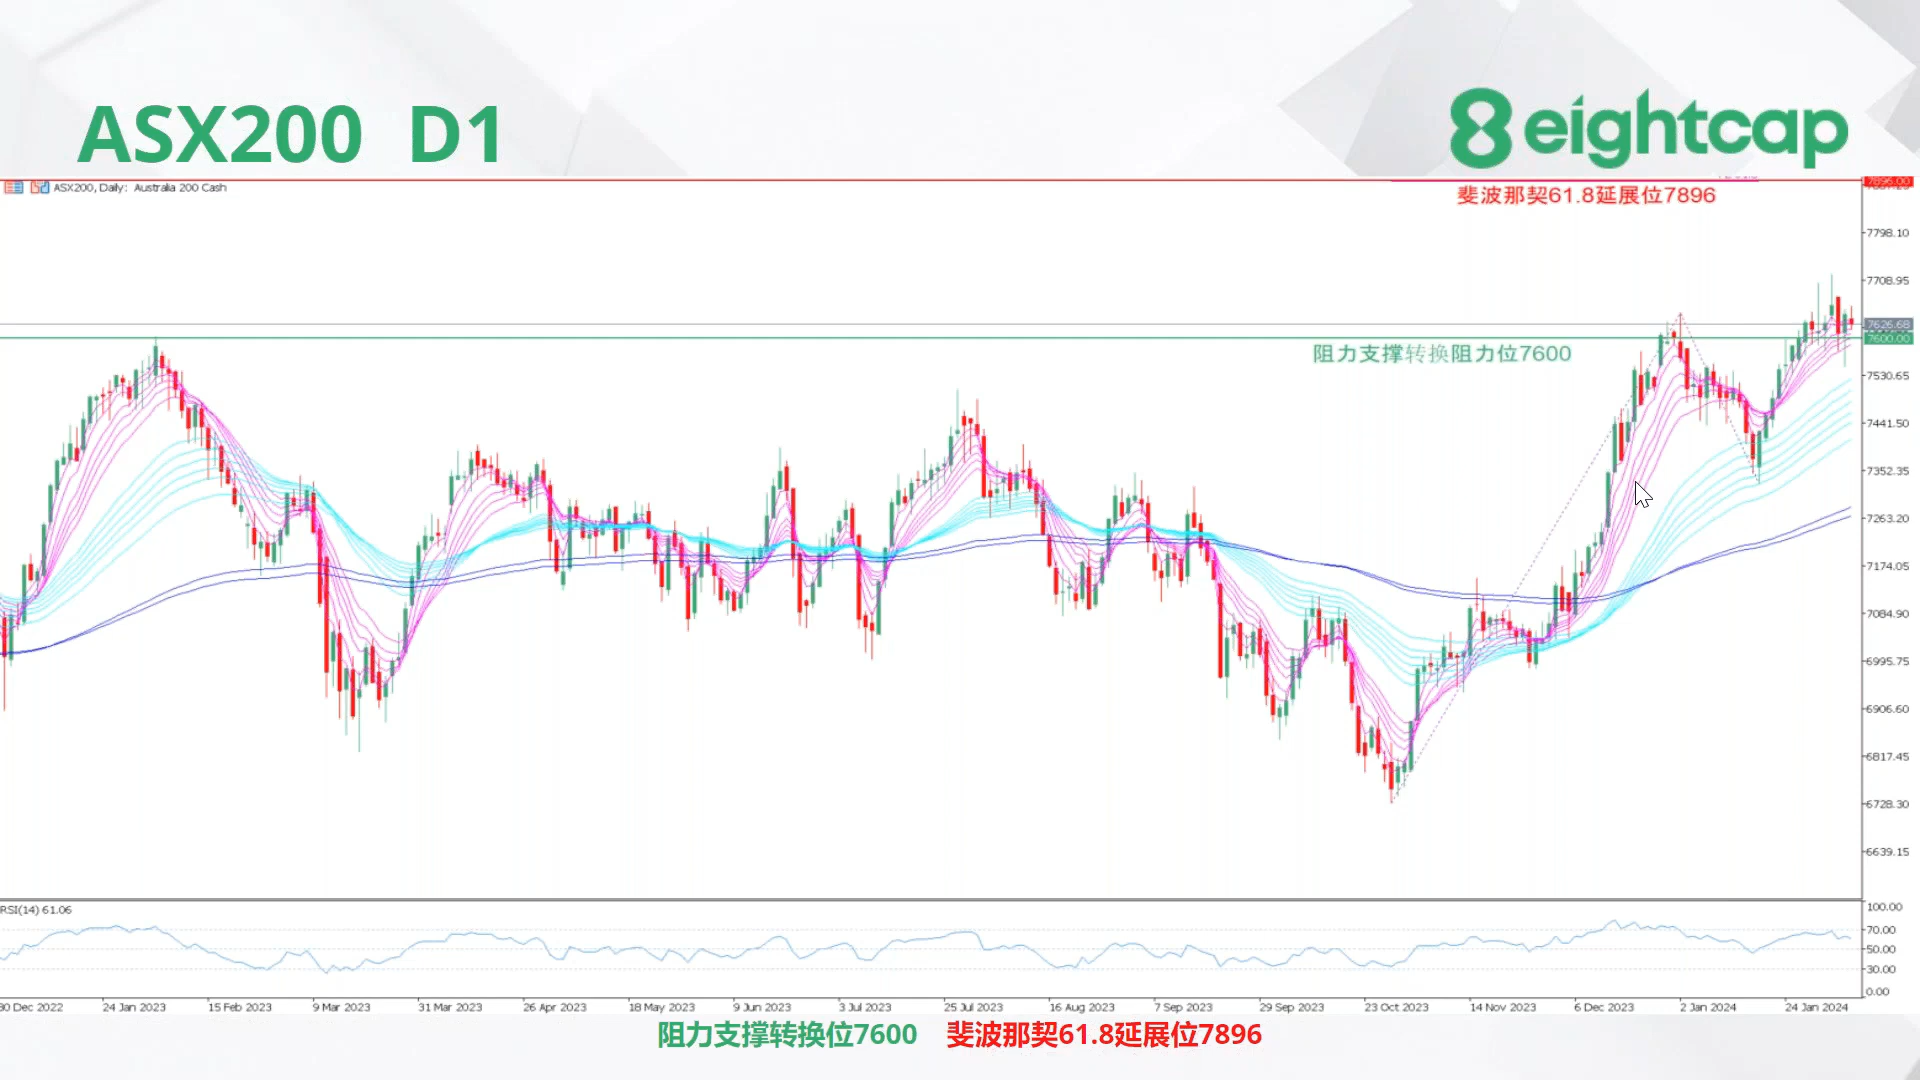 ASX200 D1
8 eightcap
ASX200, Daily: Australia 200 Cash
7896.00
斐波那契61.8延展位7896
7798.10
7708.95
7626.68
7600.00
阻力支撑转换阻力位7600
7530.65
7441.50
7352.35
7263.20
7174.05
7084.90
6995.75
6906.60
6817.45
6728.30
6639.15
RSI(14) 61.06
100.00
70.00
50.00
30.00
0.00
30 Dec 2022 24 Jan 2023 15 Feb 2023 9 Mar 2023 31 Mar 2023 26 Apr 2023 18 May 2023 9 Jun 2023 3 Jul 2023 25 Jul 2023 16 Aug 2023 7 Sep 2023 29 Sep 2023 23 Oct 2023 14 Nov 2023 6 Dec 2023 2 Jan 2024 24 Jan 2024
阻力支撑转换位7600 斐波那契61.8延展位7896